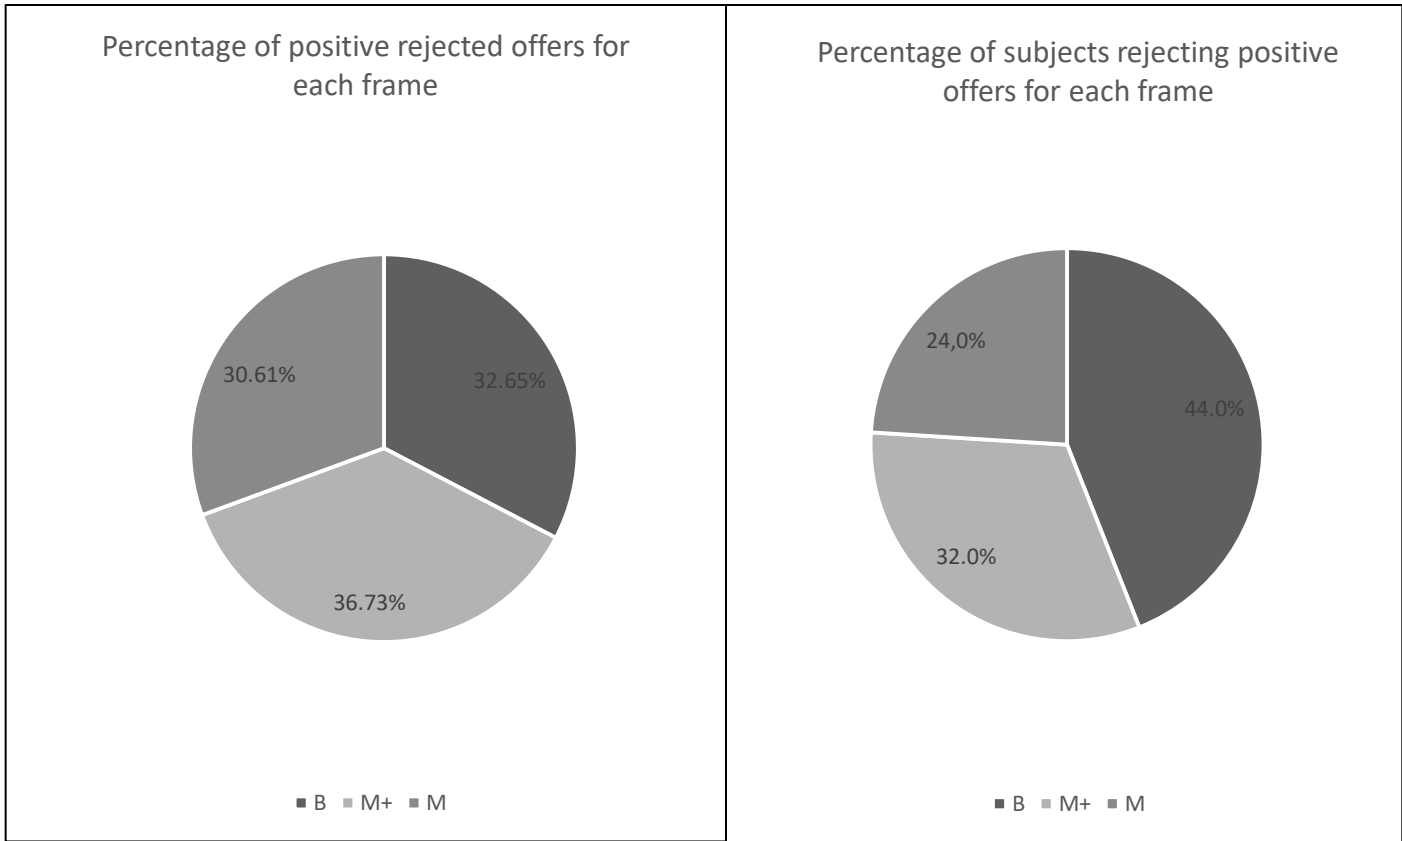 Percentage of positive rejected offers for
each frame
30.61%
32.65%
36.73%
B M+ M
Percentage of subjects rejecting positive
offers for each frame
24,0%
44.0%
32.0%
B M+ M